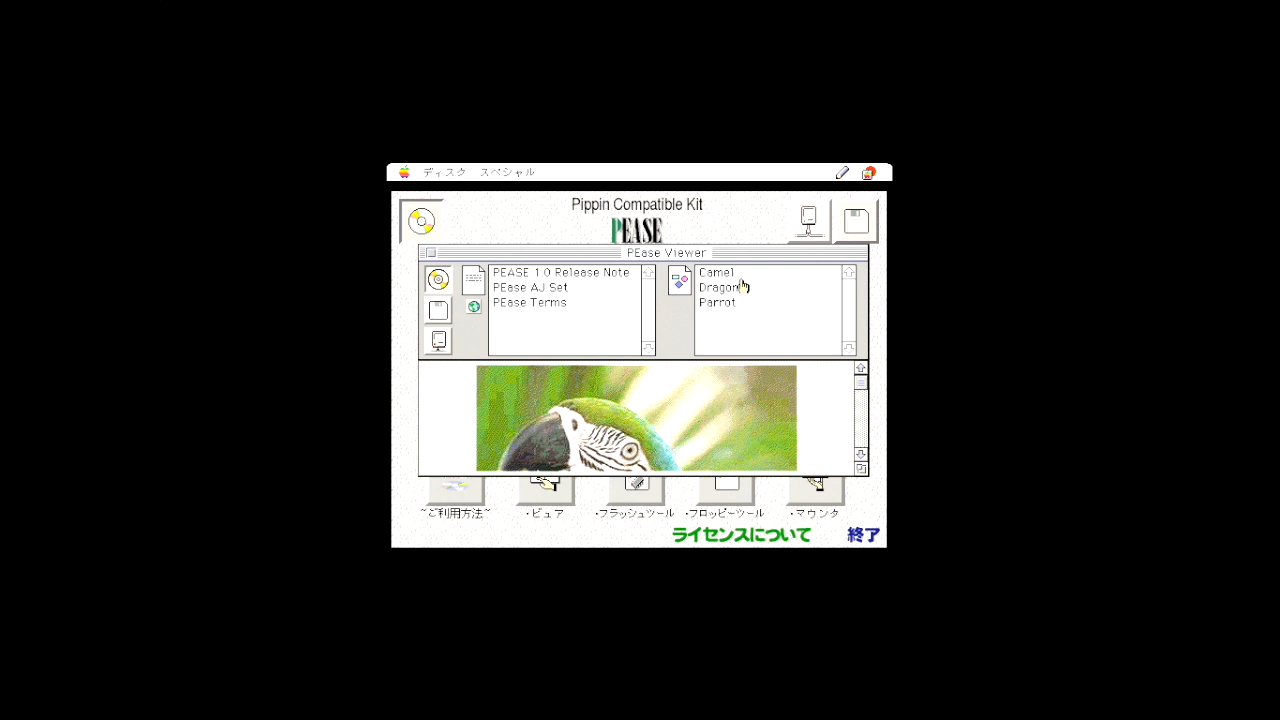 ディスク スペシャル
Pippin Compatible Kit
PEASE
PEase Viewer
PEASE 1.0 Release Note
PEase AJ Set
PEase Terms
Camel
Dragon
Parrot
~ご利用方法~ ・ビュア ・フラッシュツール ・フロッピーツール ・マウンタ
ライセンスについて 終了